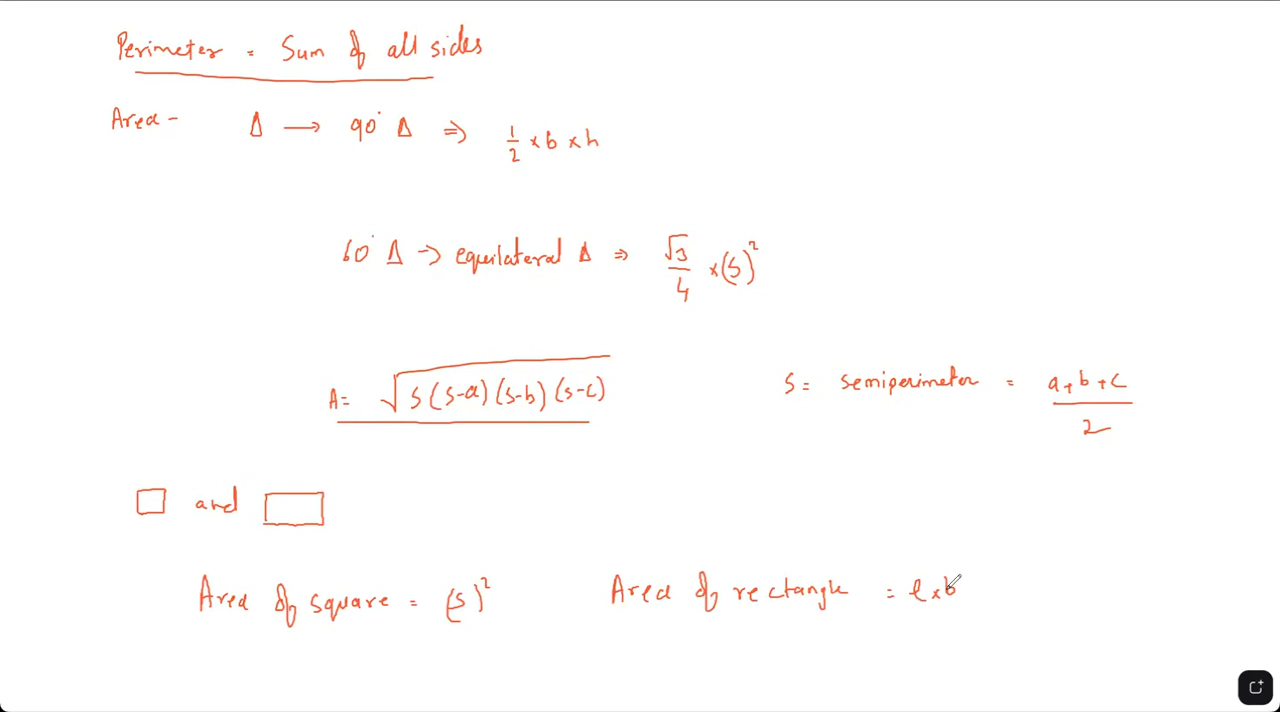 Perimeter = Sum of all sides
Area - Δ → 90° Δ ⇒ 1/2 × b × h
60° Δ → equilateral Δ ⇒ √3/4 × (S)²
A = √S(S-a)(S-b)(S-c) S = semiperimeter = a+b+c/2
□ and ▭
Area of square = (S)² Area of rectangle = l×b